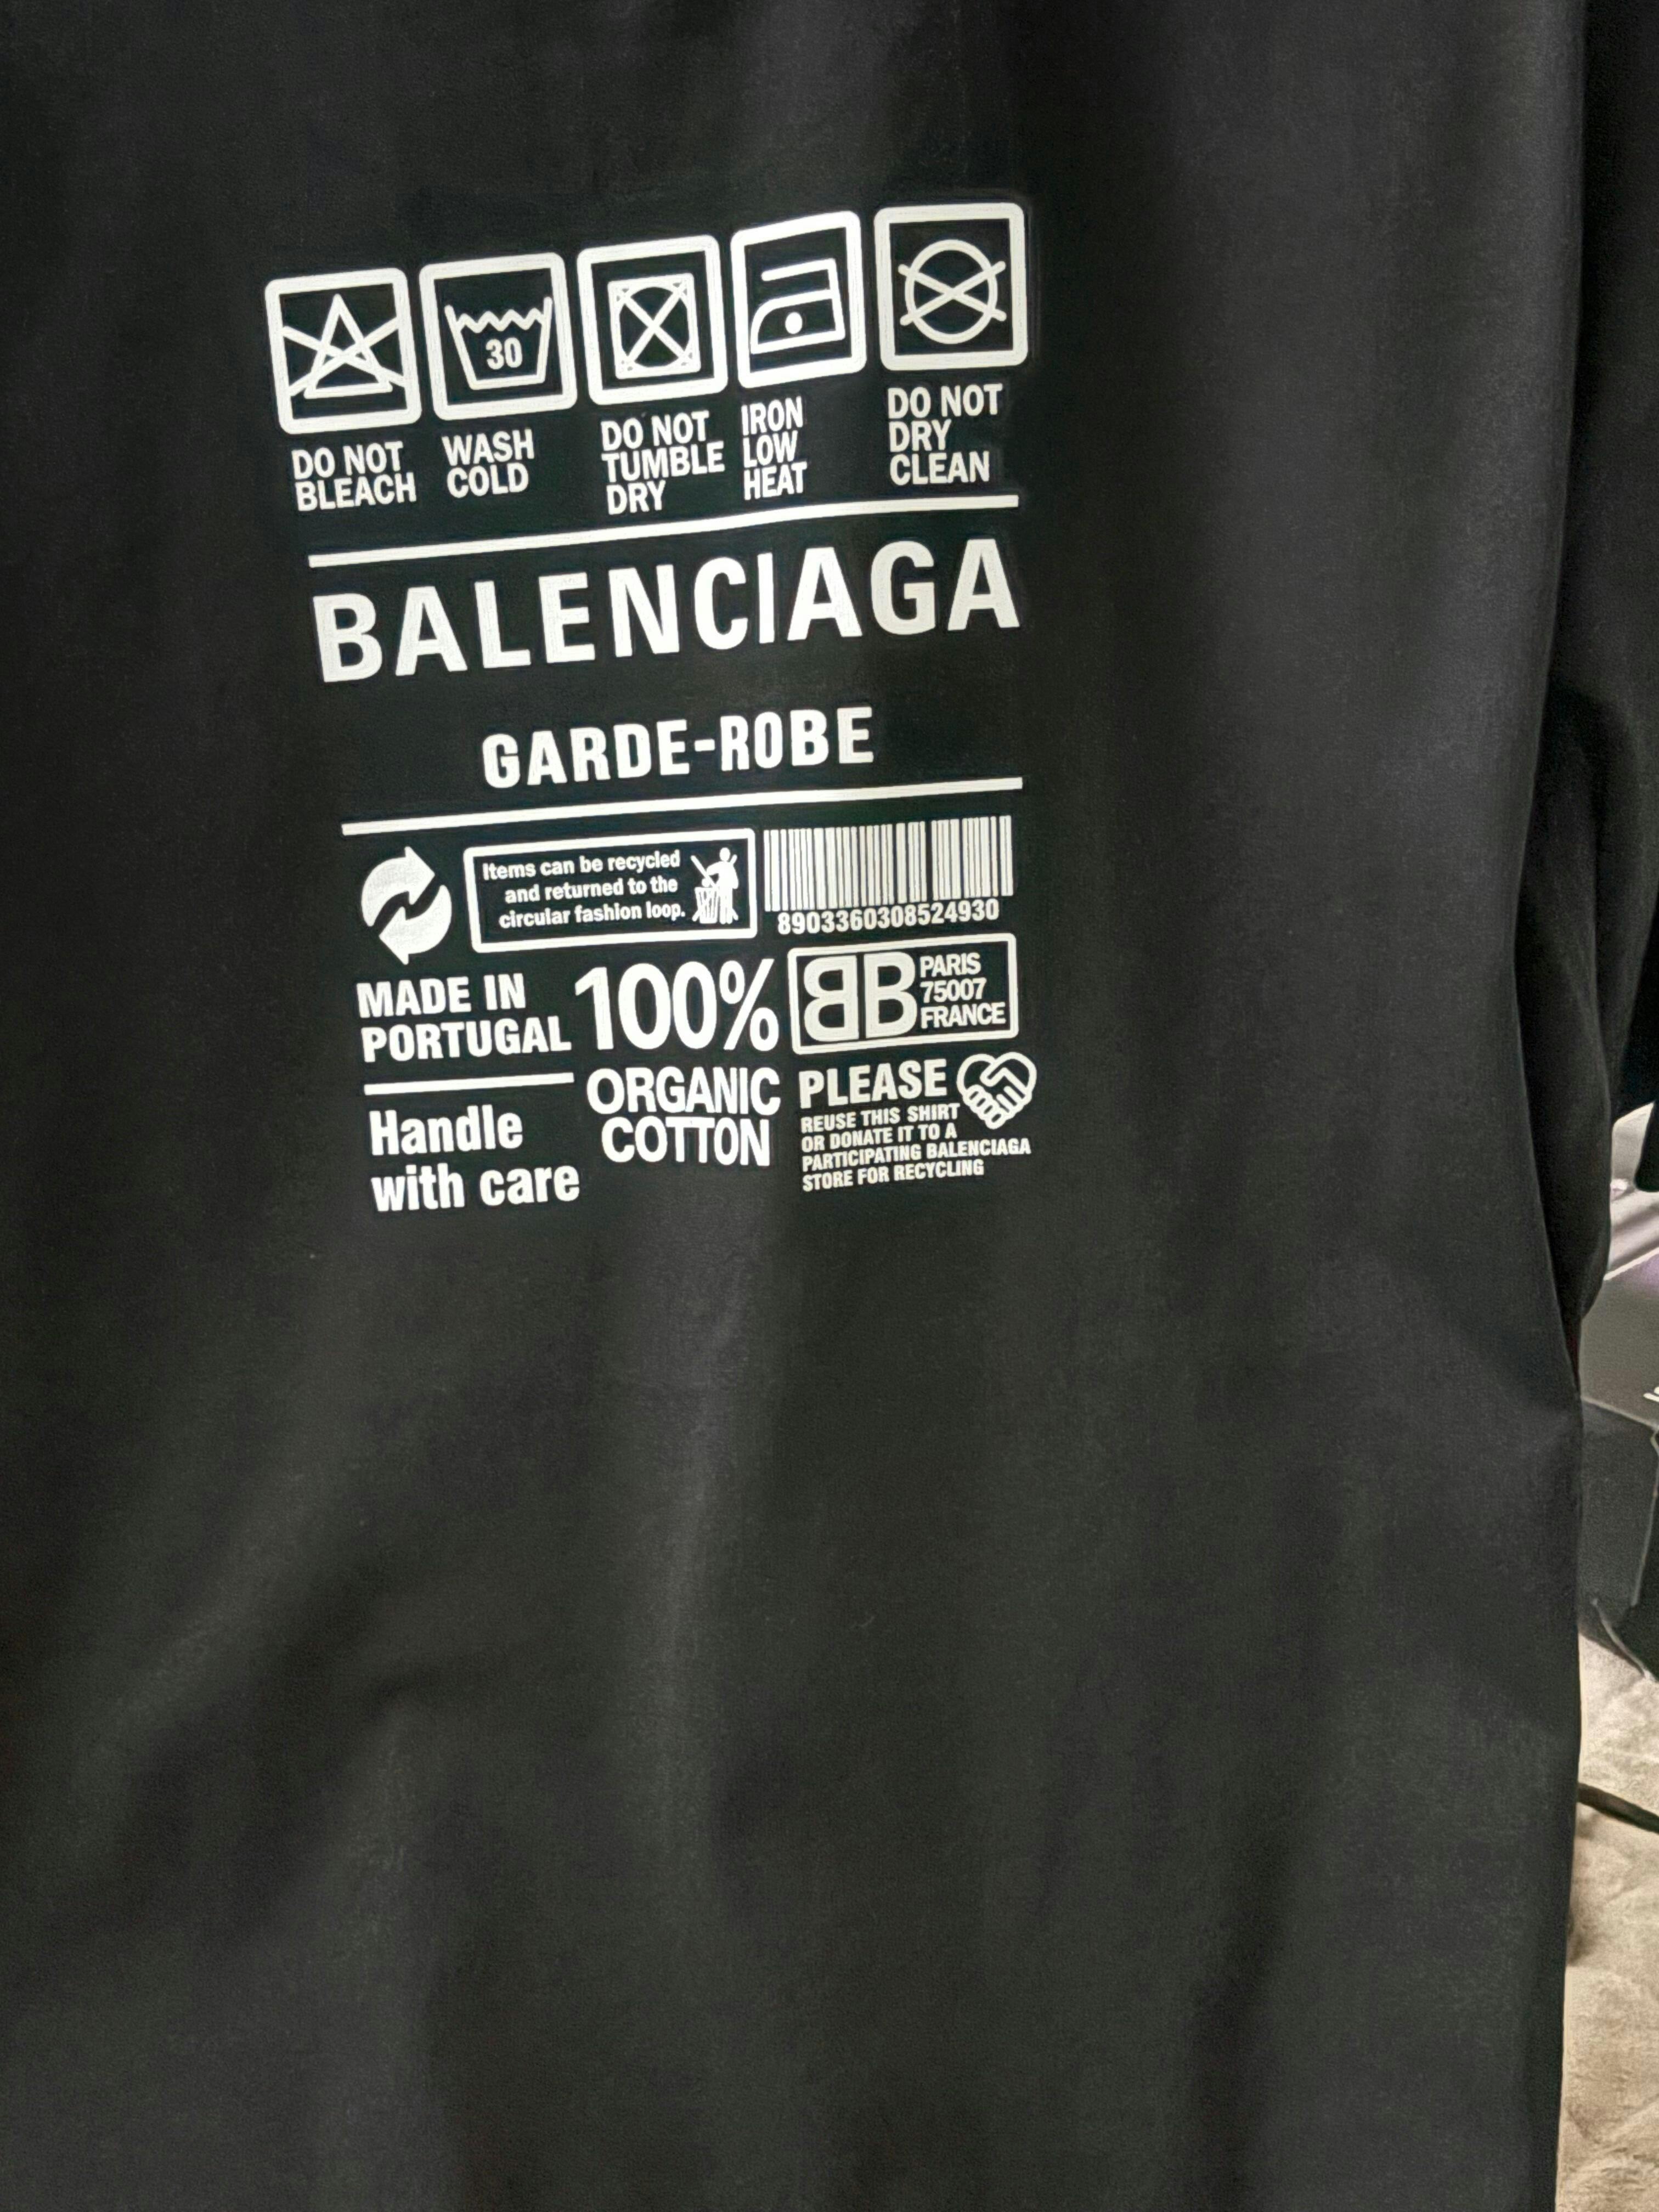 30
DO NOT
BLEACH
WASH
COLD
DO NOT
TUMBLE
DRY
IRON
LOW
HEAT
DO NOT
DRY
CLEAN
BALENCIAGA
GARDE-ROBE
Items can be recycled
and returned to the
circular fashion loop.
8903360308524930
MADE IN
PORTUGAL
Handle
with care
100%
ORGANIC
COTTON
BB
PARIS
75007
FRANCE
PLEASE
REUSE THIS SHIRT
OR DONATE IT TO A
PARTICIPATING BALENCIAGA
STORE FOR RECYCLING